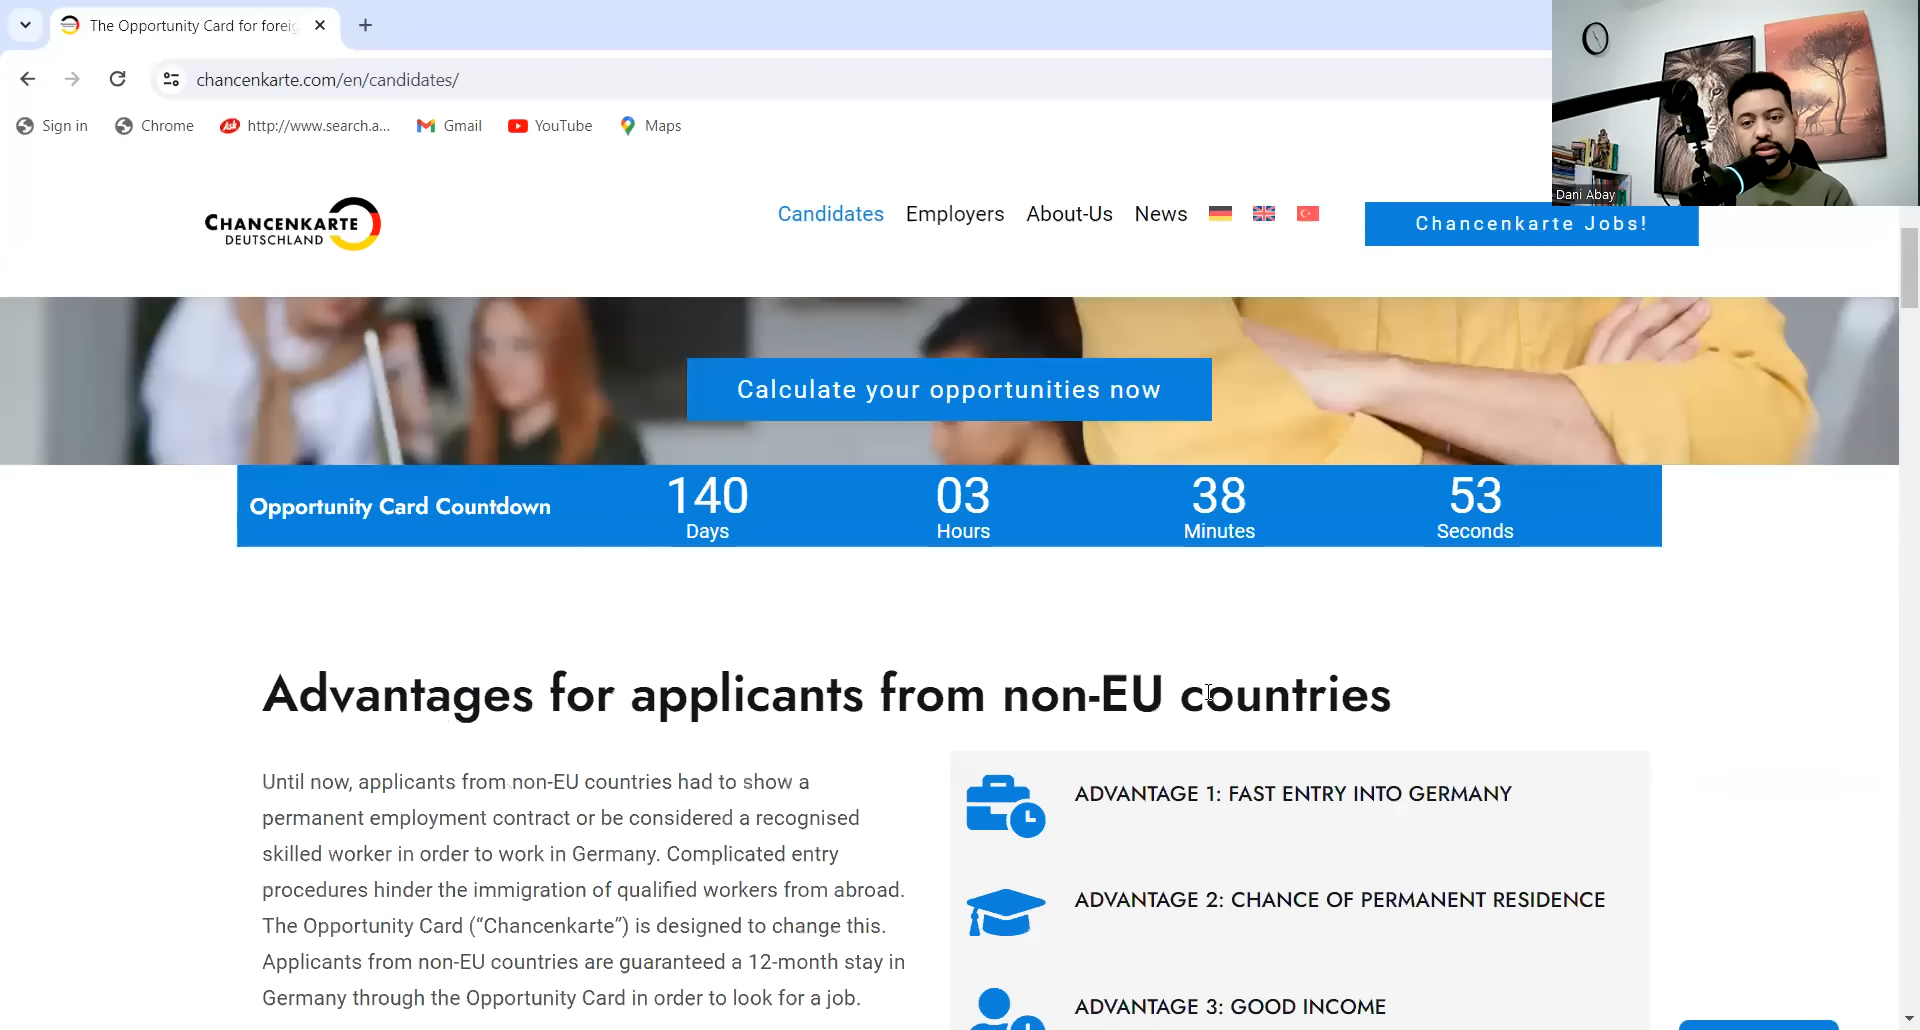 The Opportunity Card for foreig
chancenkarte.com/en/candidates/
Sign in
Chrome
Ask
http://www.search.a...
Gmail
YouTube
Maps
Dani Abay
CHANCENKARTE
DEUTSCHLAND
Candidates
Employers
About-Us
News
Chancenkarte Jobs!
Calculate your opportunities now
Opportunity Card Countdown
140
Days
03
Hours
38
Minutes
53
Seconds
Advantages for applicants from non-EU countries
Until now, applicants from non-EU countries had to show a
permanent employment contract or be considered a recognised
skilled worker in order to work in Germany. Complicated entry
procedures hinder the immigration of qualified workers from abroad.
The Opportunity Card (“Chancenkarte”) is designed to change this.
Applicants from non-EU countries are guaranteed a 12-month stay in
Germany through the Opportunity Card in order to look for a job.
ADVANTAGE 1: FAST ENTRY INTO GERMANY
ADVANTAGE 2: CHANCE OF PERMANENT RESIDENCE
ADVANTAGE 3: GOOD INCOME